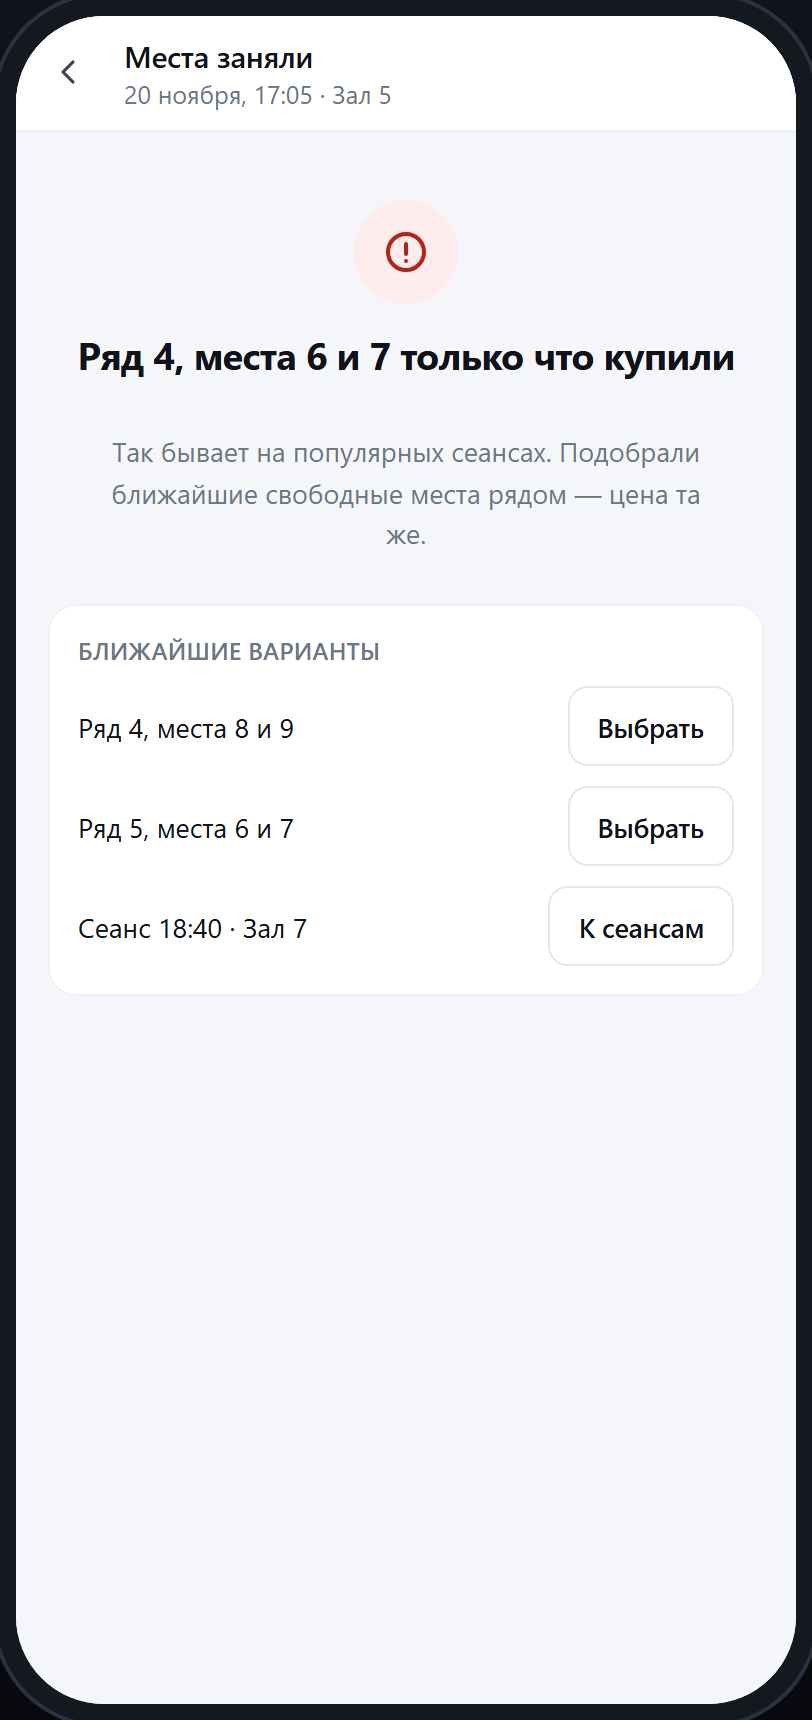 Места заняли
20 ноября, 17:05 · Зал 5
Ряд 4, места 6 и 7 только что купили
Так бывает на популярных сеансах. Подобрали
ближайшие свободные места рядом — цена та
же.
БЛИЖАЙШИЕ ВАРИАНТЫ
Ряд 4, места 8 и 9
Выбрать
Ряд 5, места 6 и 7
Выбрать
Сеанс 18:40 · Зал 7
К сеансам